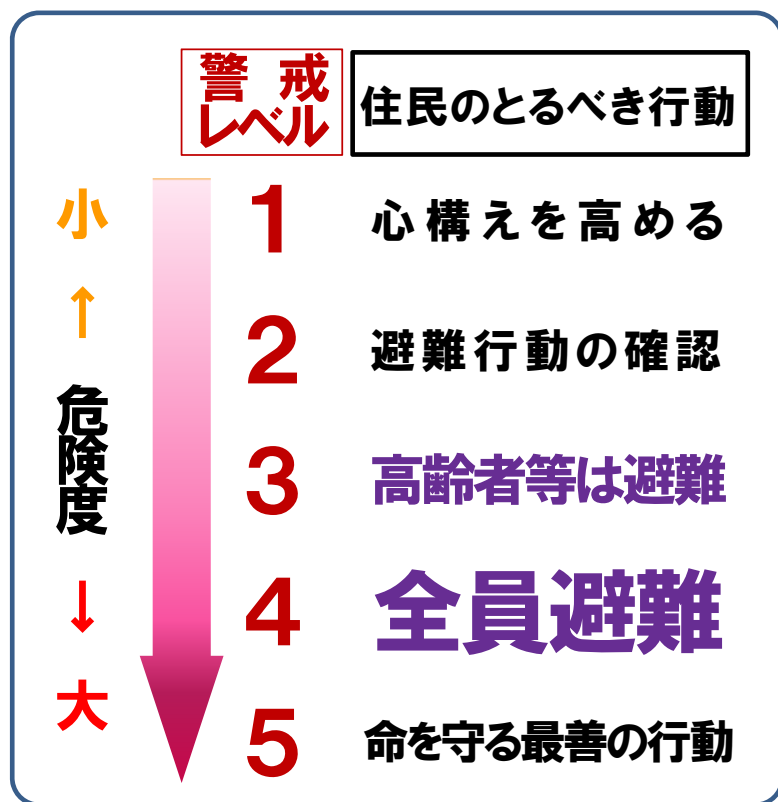 警戒
レベル
住民のとるべき行動
小
↑
危険度
↓
大
1 心構えを高める
2 避難行動の確認
3 高齢者等は避難
4 全員避難
5 命を守る最善の行動